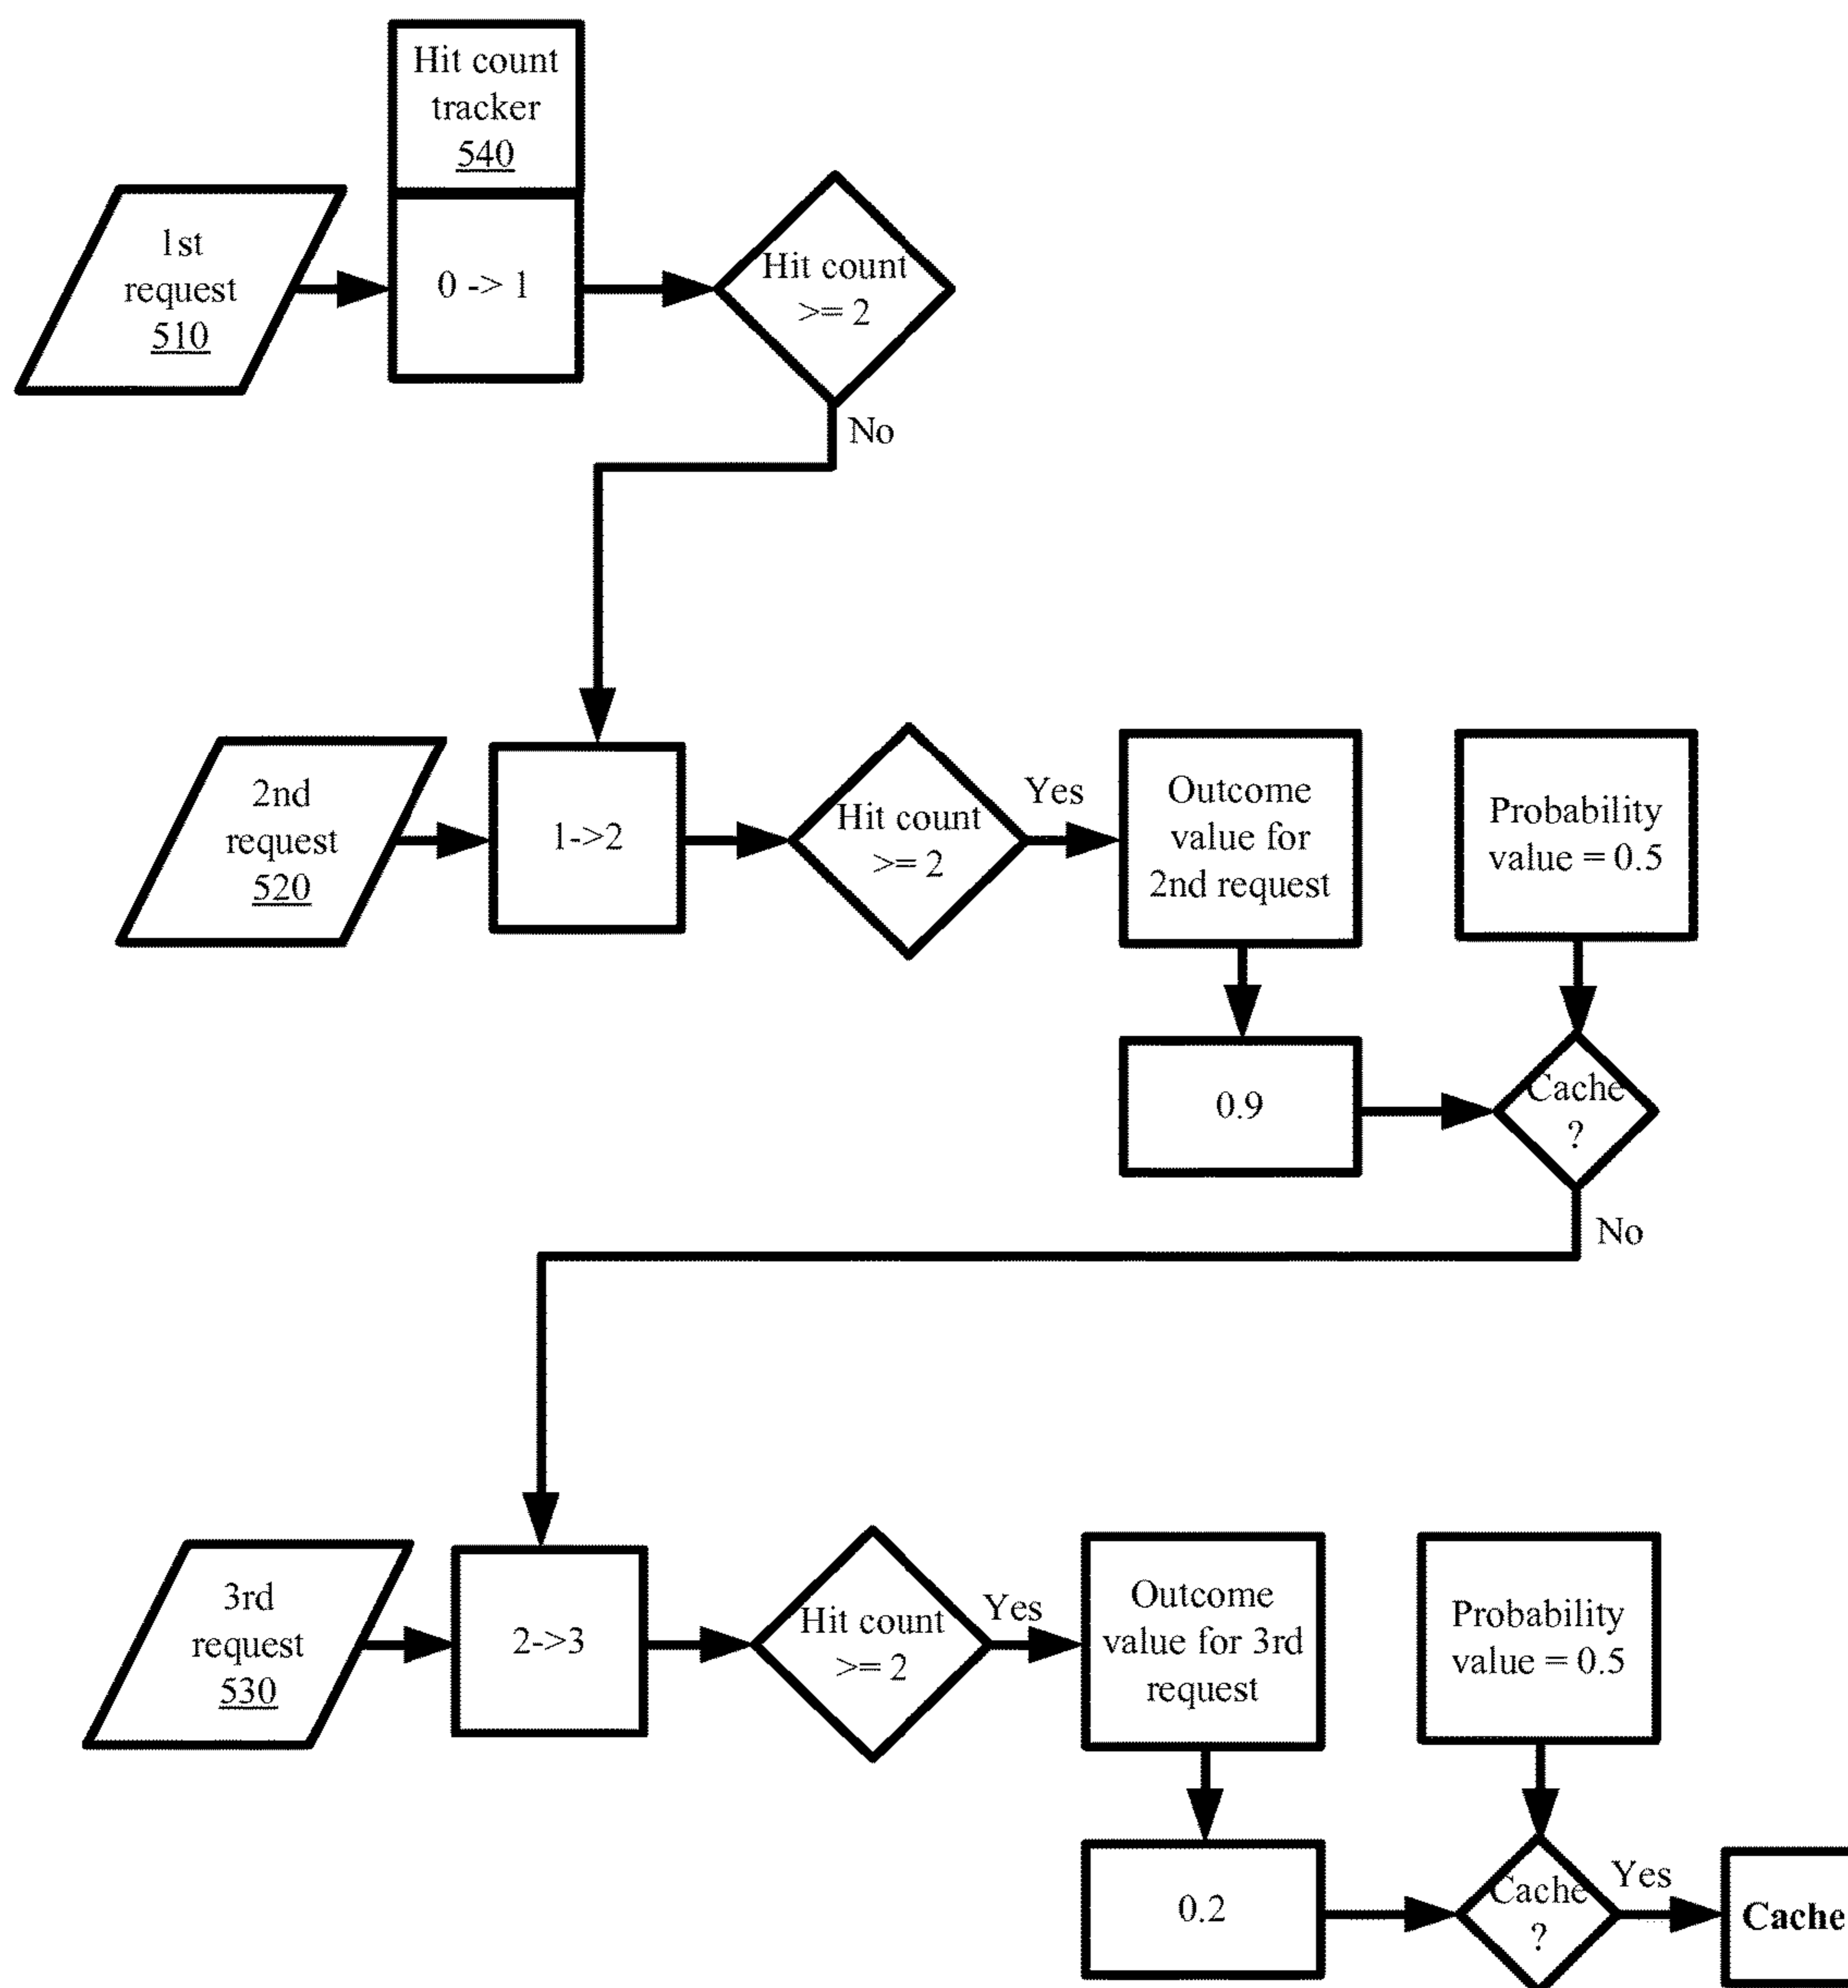 Hit count
tracker
540
1st
request
510
0 -> 1
Hit count
>= 2
No
2nd
request
520
1->2
Hit count
>= 2
Yes
Outcome
value for
2nd request
Probability
value = 0.5
0.9
Cache
?
No
3rd
request
530
2->3
Hit count
>= 2
Yes
Outcome
value for 3rd
request
Probability
value = 0.5
0.2
Cache
?
Yes
Cache